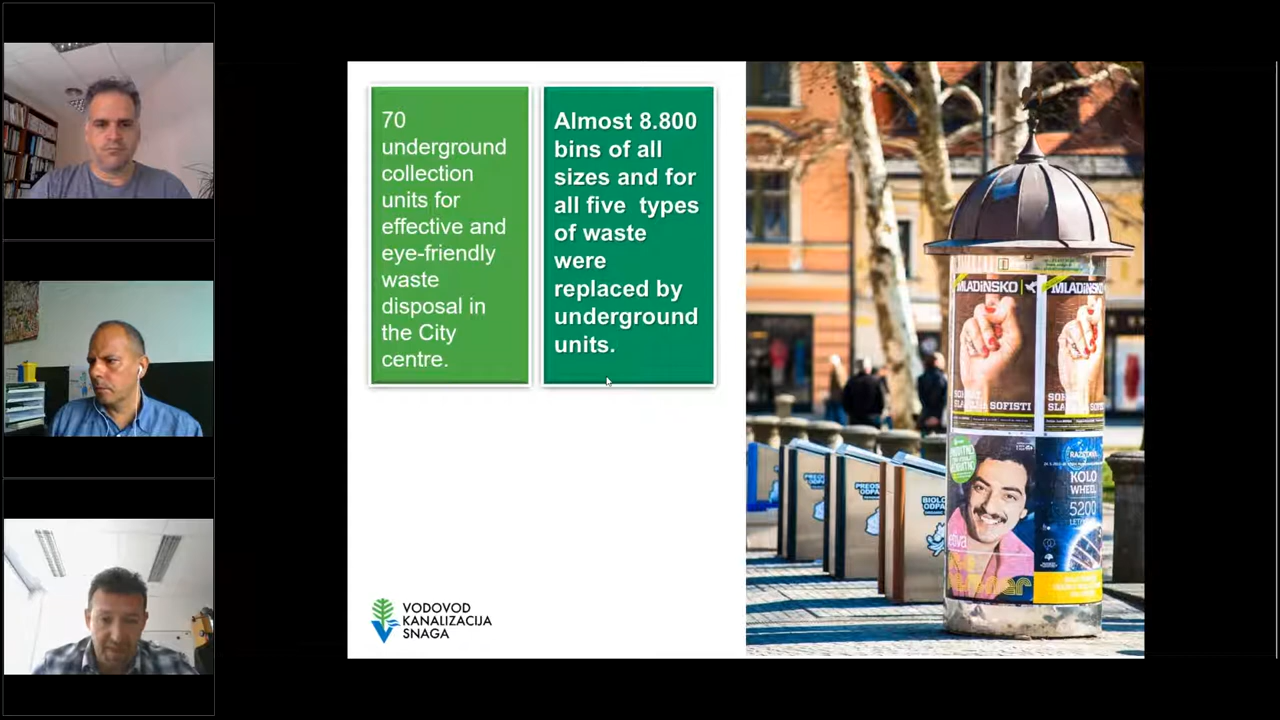 70
underground
collection
units for
effective and
eye-friendly
waste
disposal in
the City
centre.
Almost 8.800
bins of all
sizes and for
all five types
of waste
were
replaced by
underground
units.
VODOVOD
KANALIZACIJA
SNAGA
MLADiNSKO
MLADiNSKO
SOFISTI
KOLO
WHEEL
5200